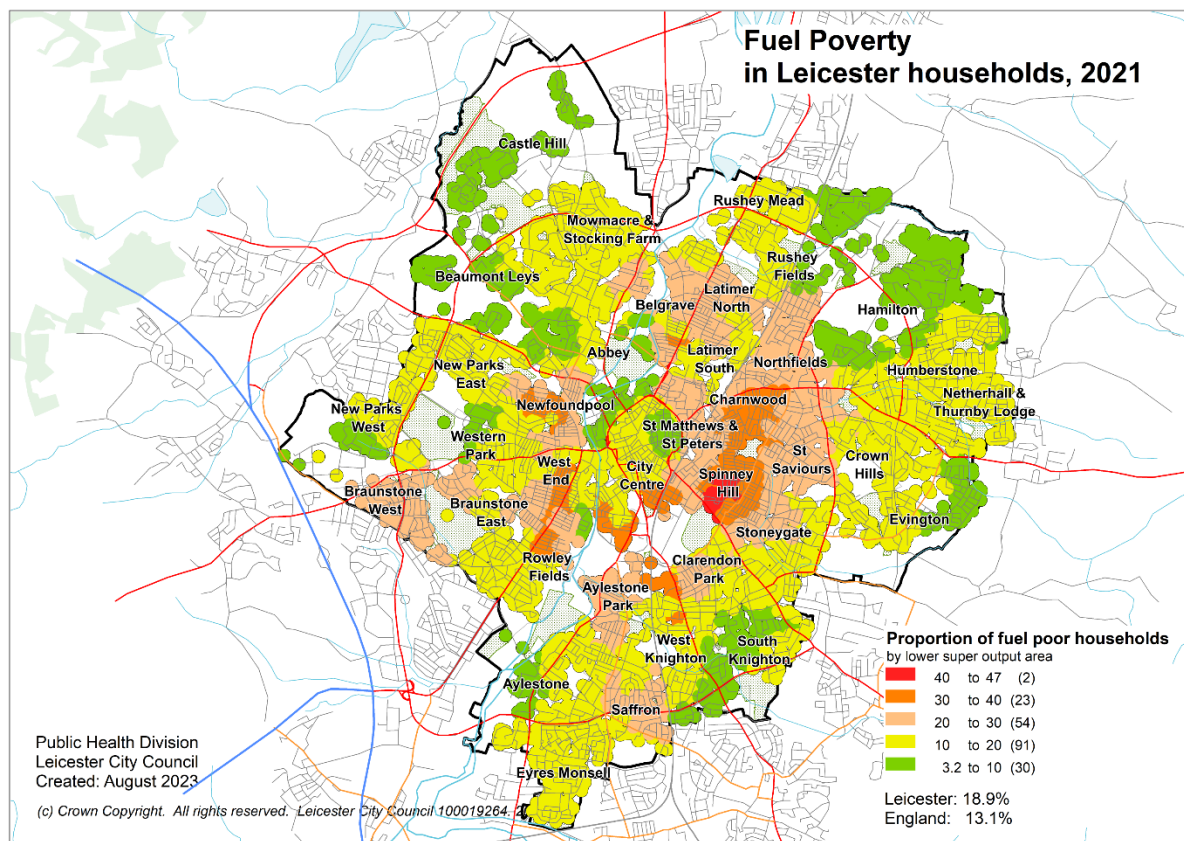 Fuel Poverty
in Leicester households, 2021
Castle Hill
Rushey Mead
Mowmacre &
Stocking Farm
Rushey
Fields
Beaumont Leys
Latimer
North
Belgrave
Hamilton
Abbey
Latimer
South
Northfields
New Parks
East
Humberstone
Netherhall &
Thurnby Lodge
Newfoundpool
Charnwood
New Parks
West
St Matthews &
St Peters
Western
Park
West
End
City
Centre
Spinney
Hill
St
Saviours
Crown
Hills
Braunstone
West
Braunstone
East
Evington
Stoneygate
Rowley
Fields
Clarendon
Park
Aylestone
Park
West
Knighton
South
Knighton
Aylestone
Saffron
Eyres Monsell
Proportion of fuel poor households
by lower super output area
40 to 47 (2)
30 to 40 (23)
20 to 30 (54)
10 to 20 (91)
3.2 to 10 (30)
Leicester: 18.9%
England: 13.1%
Public Health Division
Leicester City Council
Created: August 2023
(c) Crown Copyright. All rights reserved. Leicester City Council 100019264.